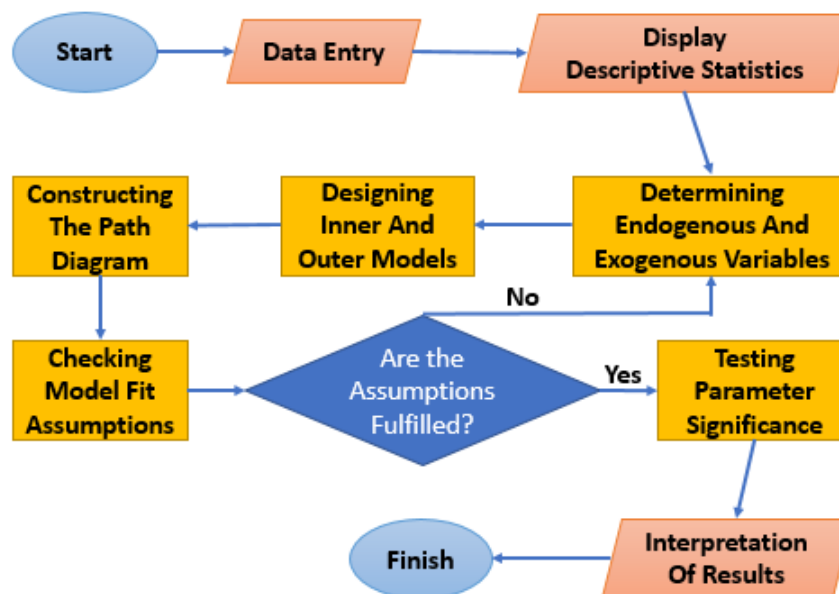 Start
Data Entry
Display
Descriptive Statistics
Determining
Endogenous And
Exogenous Variables
Designing
Inner And
Outer Models
Constructing
The Path
Diagram
Checking
Model Fit
Assumptions
Are the
Assumptions
Fulfilled?
No
Yes
Testing
Parameter
Significance
Interpretation
Of Results
Finish